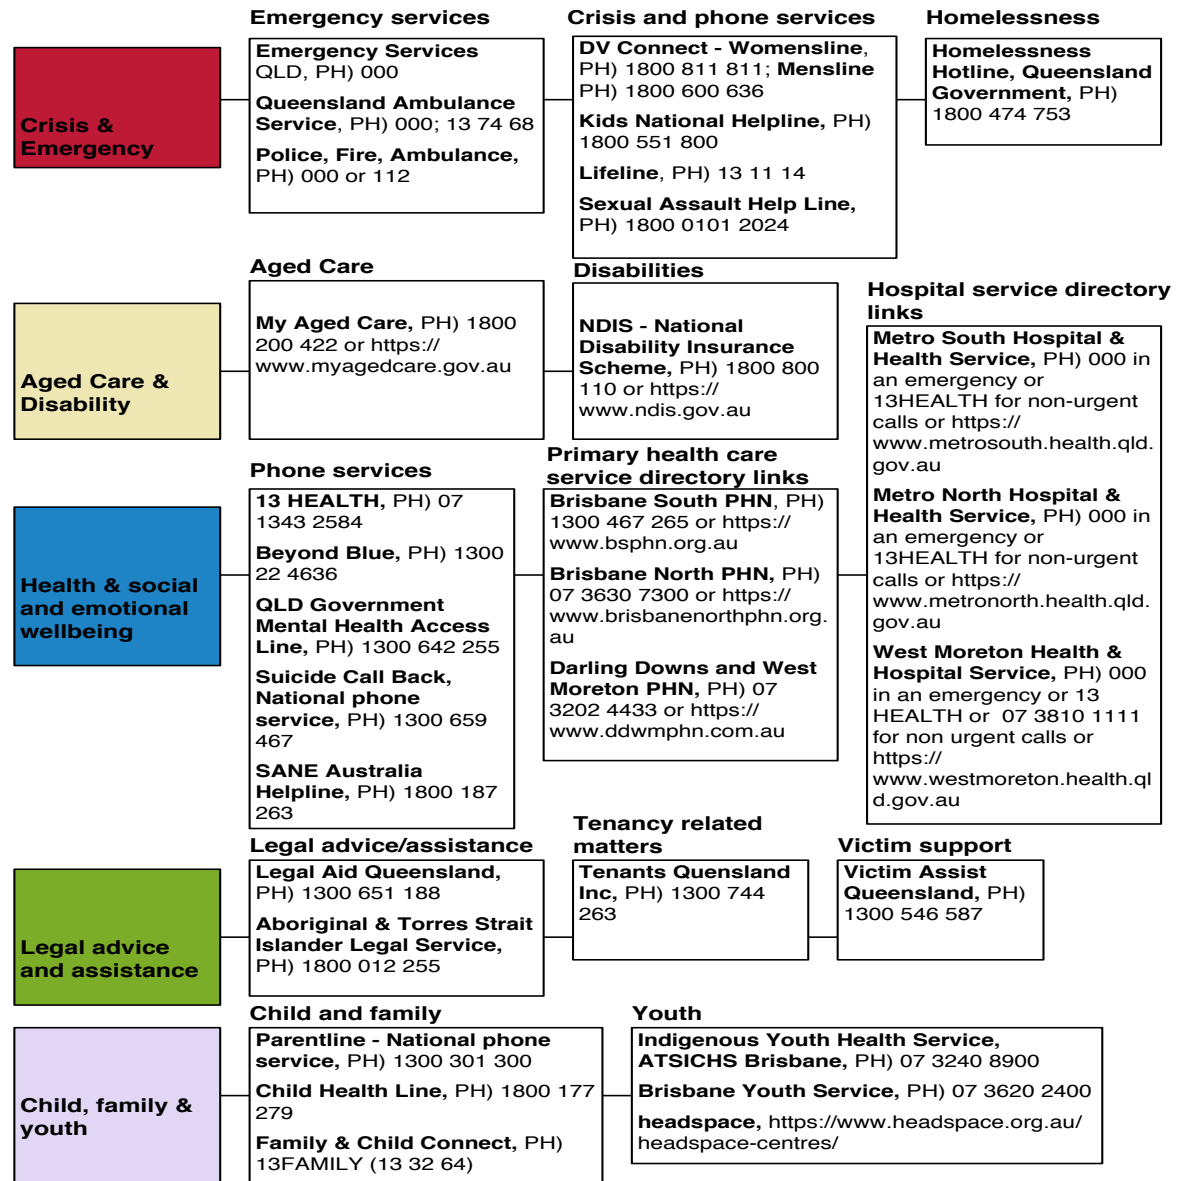 Emergency services
Crisis and phone services
Homelessness
Crisis &
Emergency
Emergency Services
QLD, PH) 000
Queensland Ambulance
Service, PH) 000; 13 74 68
Police, Fire, Ambulance,
PH) 000 or 112
DV Connect - Womensline,
PH) 1800 811 811; Mensline
PH) 1800 600 636
Kids National Helpline, PH)
1800 551 800
Lifeline, PH) 13 11 14
Sexual Assault Help Line,
PH) 1800 0101 2024
Homelessness
Hotline, Queensland
Government, PH)
1800 474 753
Aged Care
Disabilities
Aged Care &
Disability
My Aged Care, PH) 1800
200 422 or https://
www.myagedcare.gov.au
NDIS - National
Disability Insurance
Scheme, PH) 1800 800
110 or https://
www.ndis.gov.au
Phone services
Primary health care
service directory links
Hospital service directory
links
Health & social
and emotional
wellbeing
13 HEALTH, PH) 07
1343 2584
Beyond Blue, PH) 1300
22 4636
QLD Government
Mental Health Access
Line, PH) 1300 642 255
Suicide Call Back,
National phone
service, PH) 1300 659
467
SANE Australia
Helpline, PH) 1800 187
263
Brisbane South PHN, PH)
1300 467 265 or https://
www.bsphn.org.au
Brisbane North PHN, PH)
07 3630 7300 or https://
www.brisbanenorthphn.org.
au
Darling Downs and West
Moreton PHN, PH) 07
3202 4433 or https://
www.ddwmphn.com.au
Metro South Hospital &
Health Service, PH) 000 in
an emergency or
13HEALTH for non-urgent
calls or https://
www.metrosouth.health.qld.
gov.au
Metro North Hospital &
Health Service, PH) 000 in
an emergency or
13HEALTH for non-urgent
calls or https://
www.metronorth.health.qld.
gov.au
West Moreton Health &
Hospital Service, PH) 000
in an emergency or 13
HEALTH or  07 3810 1111
for non urgent calls or
https://
www.westmoreton.health.ql
d.gov.au
Legal advice/assistance
Tenancy related
matters
Victim support
Legal advice
and assistance
Legal Aid Queensland,
PH) 1300 651 188
Aboriginal & Torres Strait
Islander Legal Service,
PH) 1800 012 255
Tenants Quensland
Inc, PH) 1300 744
263
Victim Assist
Queensland, PH)
1300 546 587
Child and family
Youth
Child, family &
youth
Parentline - National phone
service, PH) 1300 301 300
Child Health Line, PH) 1800 177
279
Family & Child Connect, PH)
13FAMILY (13 32 64)
Indigenous Youth Health Service,
ATSICHS Brisbane, PH) 07 3240 8900
Brisbane Youth Service, PH) 07 3620 2400
headspace, https://www.headspace.org.au/
headspace-centres/